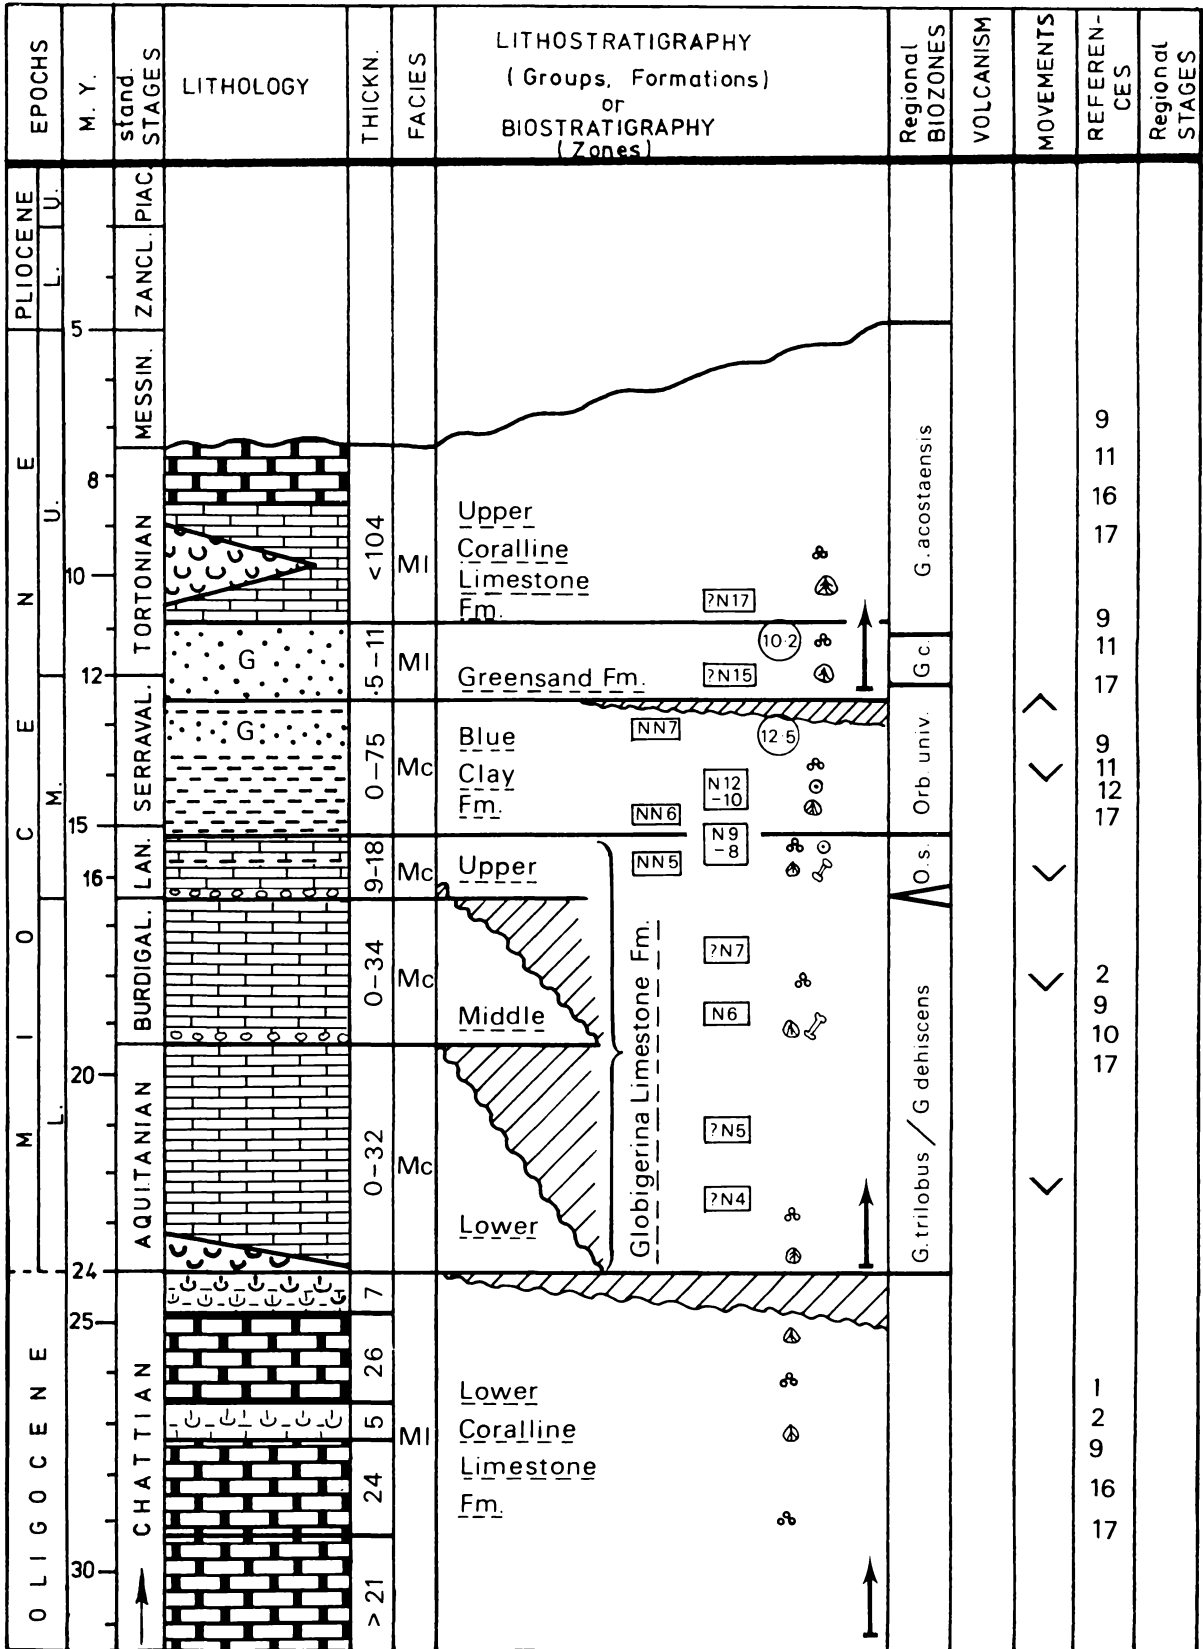 EPOCHS
M. Y.
stand. STAGES
LITHOLOGY
THICKN.
FACIES
LITHOSTRATIGRAPHY
(Groups, Formations)
or
BIOSTRATIGRAPHY
(Zones)
Regional BIOZONES
VOLCANISM
MOVEMENTS
REFEREN-
CES
Regional STAGES
PLIOCENE
U.
L.
PIAC.
ZANCL.
5
MIOCENE
U.
MESSIN.
8
9
11
16
17
TORTONIAN
10
<104
Ml
Upper
Coralline
Limestone
Fm.
?N17
G. acostaensis
G
.5-11
Ml
Greensand Fm.
10·2
?N15
G c.
9
11
17
12
M.
SERRAVAL.
G
0-75
Mc
Blue
Clay
Fm.
NN7
12·5
N12
-10
NN6
Orb. univ.
9
11
12
17
15
LAN.
9-18
Mc
Upper
NN5
N9
-8
O.s.
16
L.
BURDIGAL.
0-34
Mc
Middle
Globigerina Limestone Fm.
?N7
N6
G.trilobus / G dehiscens
2
9
10
17
20
AQUITANIAN
0-32
Mc
Lower
?N5
?N4
24
OLIGOCENE
CHATTIAN
7
25
26
5
24
>21
Ml
Lower
Coralline
Limestone
Fm.
1
2
9
16
17
30